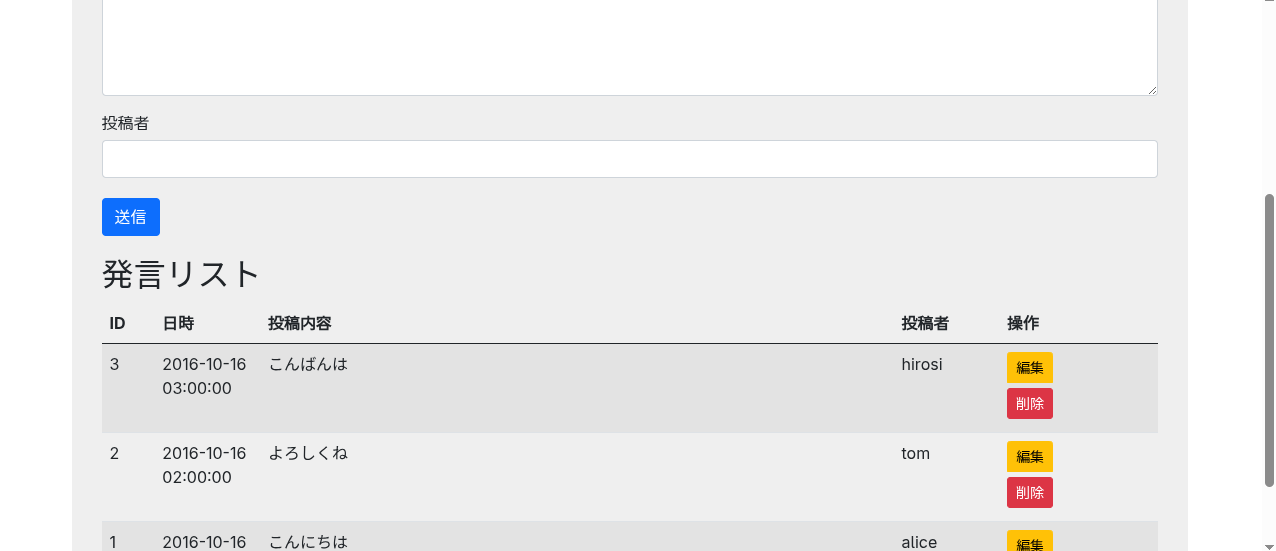 投稿者
送信
発言リスト
ID 日時 投稿内容 投稿者 操作
3 2016-10-16 こんばんは hirosi 編集
03:00:00
削除
2 2016-10-16 よろしくね tom 編集
02:00:00
削除
1 2016-10-16 こんにちは alice 編集